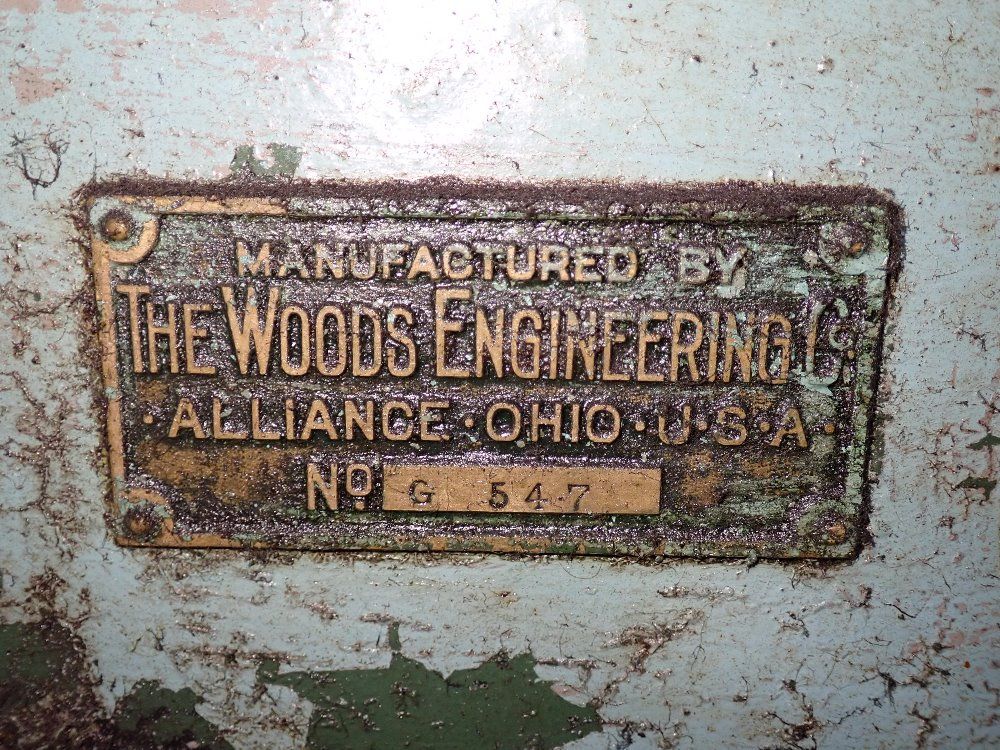 MANUFACTURED BY
THE WOODS ENGINEERING Co.
· ALLIANCE · OHIO · U · S · A ·
No. G 547